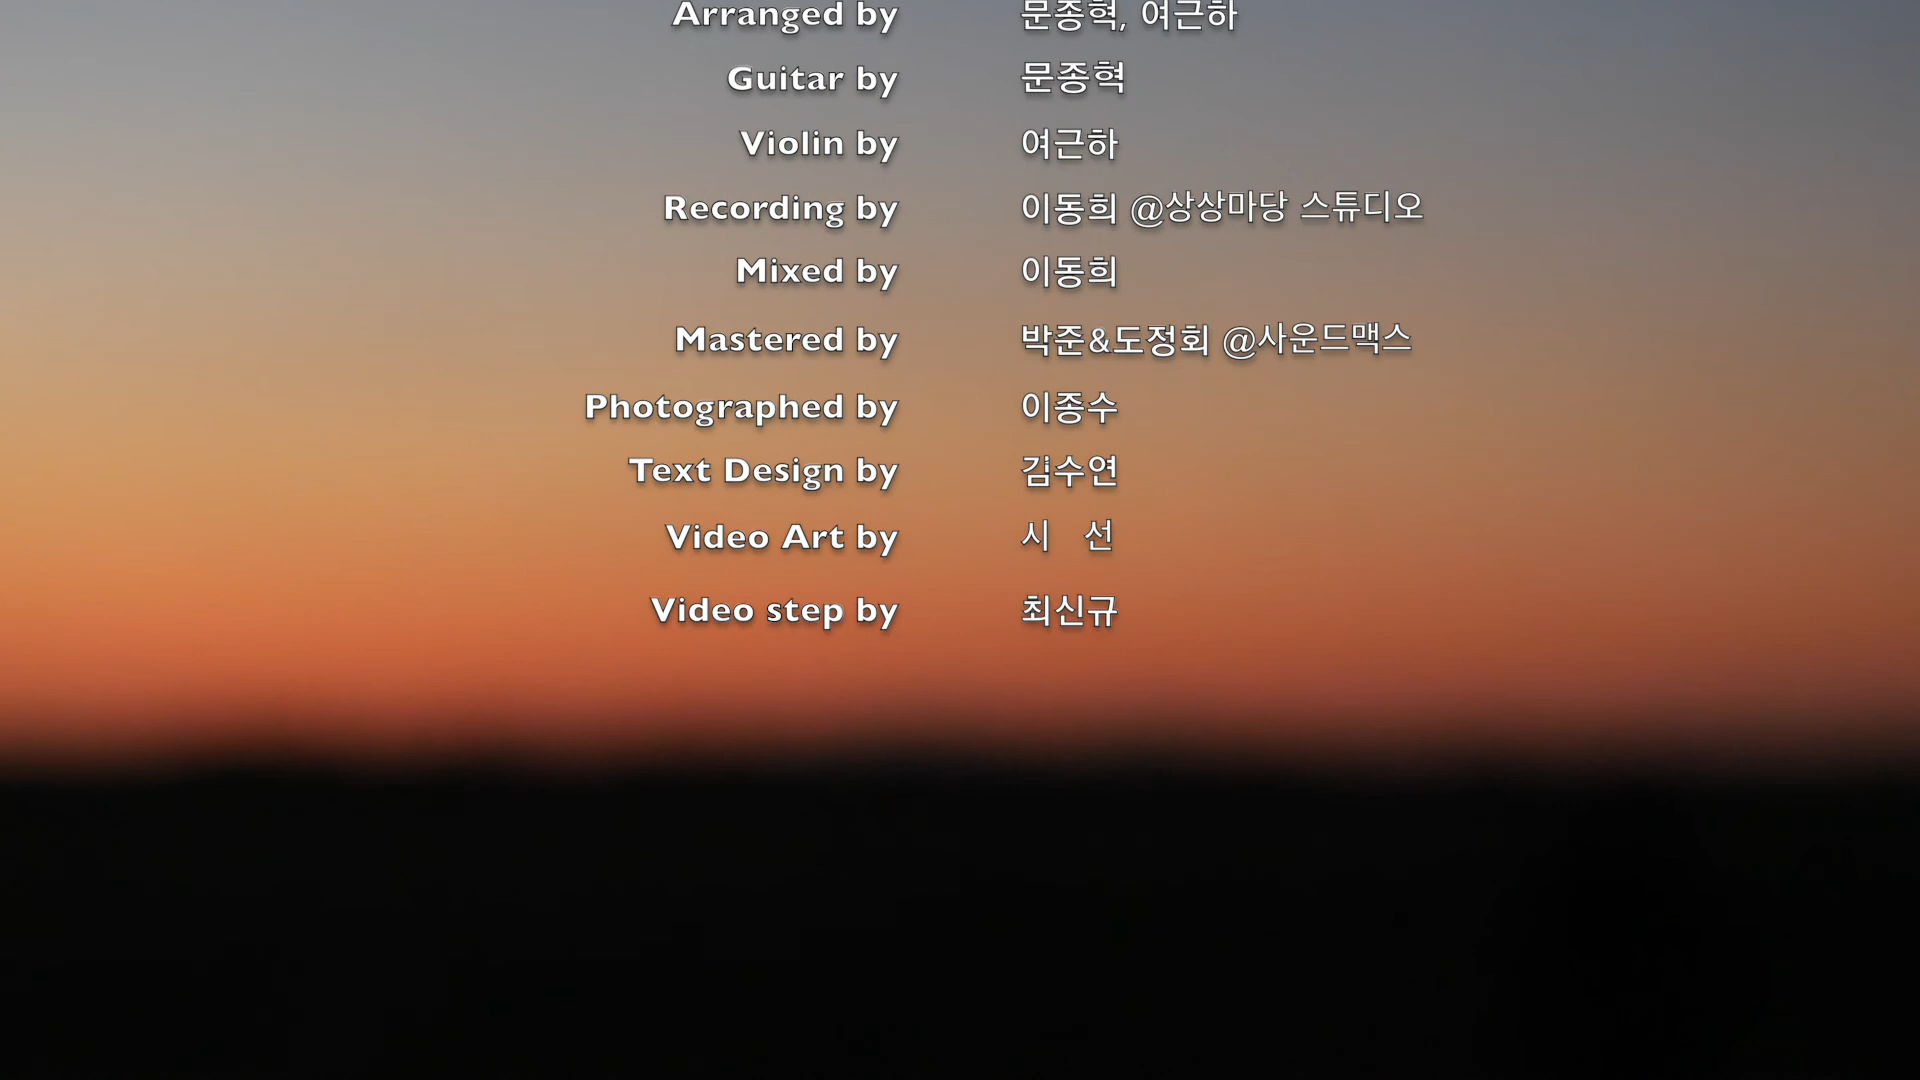 Arranged by 문종혁, 여근하
Guitar by 문종혁
Violin by 여근하
Recording by 이동희 @상상마당 스튜디오
Mixed by 이동희
Mastered by 박준&도정회 @사운드맥스
Photographed by 이종수
Text Design by 김수연
Video Art by 시 선
Video step by 최신규